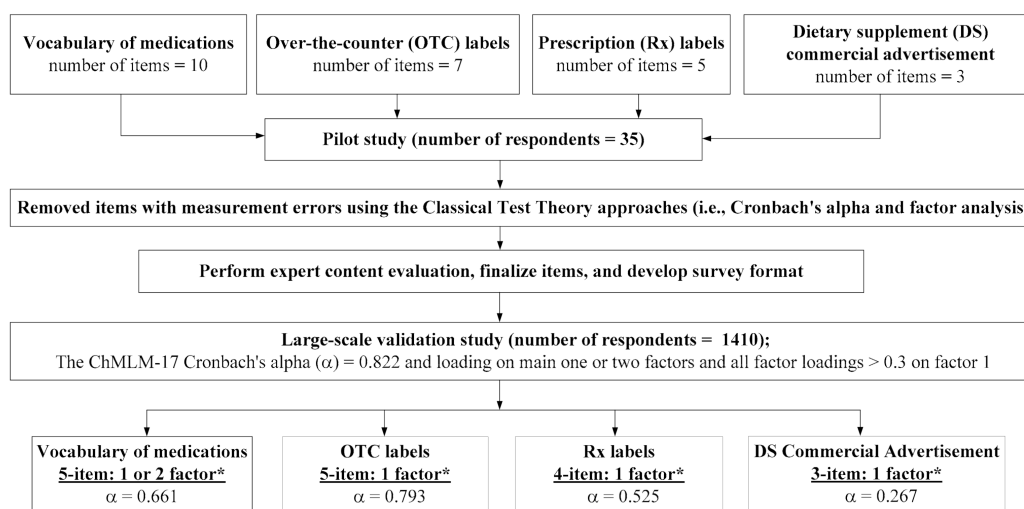 Vocabulary of medications
number of items = 10
Over-the-counter (OTC) labels
number of items = 7
Prescription (Rx) labels
number of items = 5
Dietary supplement (DS)
commercial advertisement
number of items = 3
Pilot study (number of respondents = 35)
Removed items with measurement errors using the Classical Test Theory approaches (i.e., Cronbach's alpha and factor analysis
Perform expert content evaluation, finalize items, and develop survey format
Large-scale validation study (number of respondents = 1410);
The ChMLM-17 Cronbach's alpha (α) = 0.822 and loading on main one or two factors and all factor loadings > 0.3 on factor 1
Vocabulary of medications
5-item: 1 or 2 factor*
α = 0.661
OTC labels
5-item: 1 factor*
α = 0.793
Rx labels
4-item: 1 factor*
α = 0.525
DS Commercial Advertisement
3-item: 1 factor*
α = 0.267